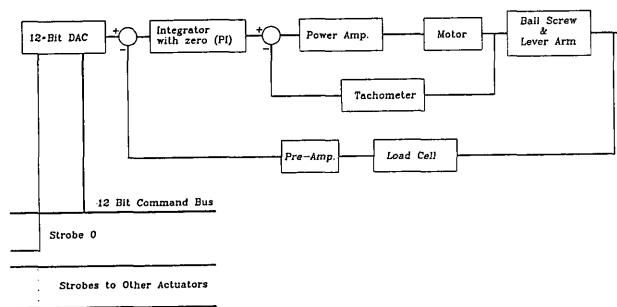 12-Bit DAC
+
−
Integrator
with zero (PI)
+
−
Power Amp.
Motor
Ball Screw
&
Lever Arm
Tachometer
Pre-Amp.
Load Cell
12 Bit Command Bus
Strobe 0
Strobes to Other Actuators